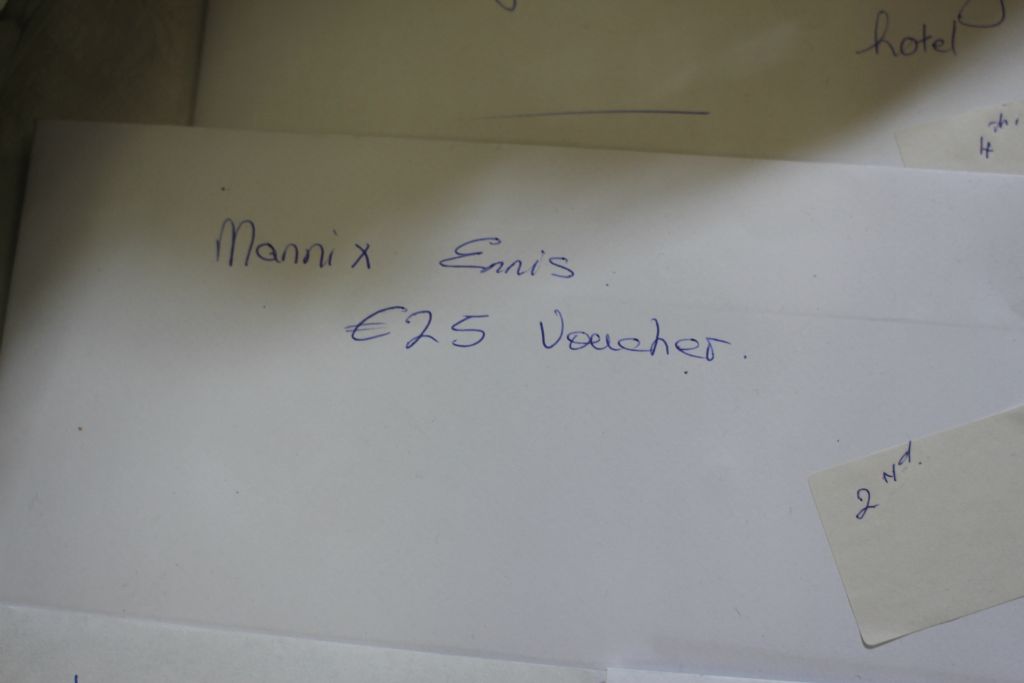 hotel
4th.
Mannix Ennis
€25 Voucher.
2nd.